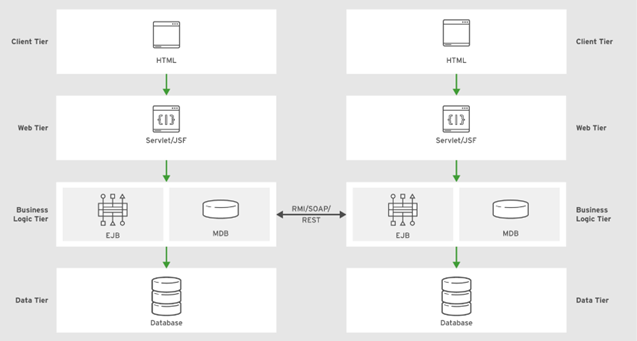 Client Tier
HTML
HTML
Client Tier
Web Tier
Servlet/JSF
Servlet/JSF
Web Tier
Business
Logic Tier
EJB
MDB
RMI/SOAP/
REST
EJB
MDB
Business
Logic Tier
Data Tier
Database
Database
Data Tier